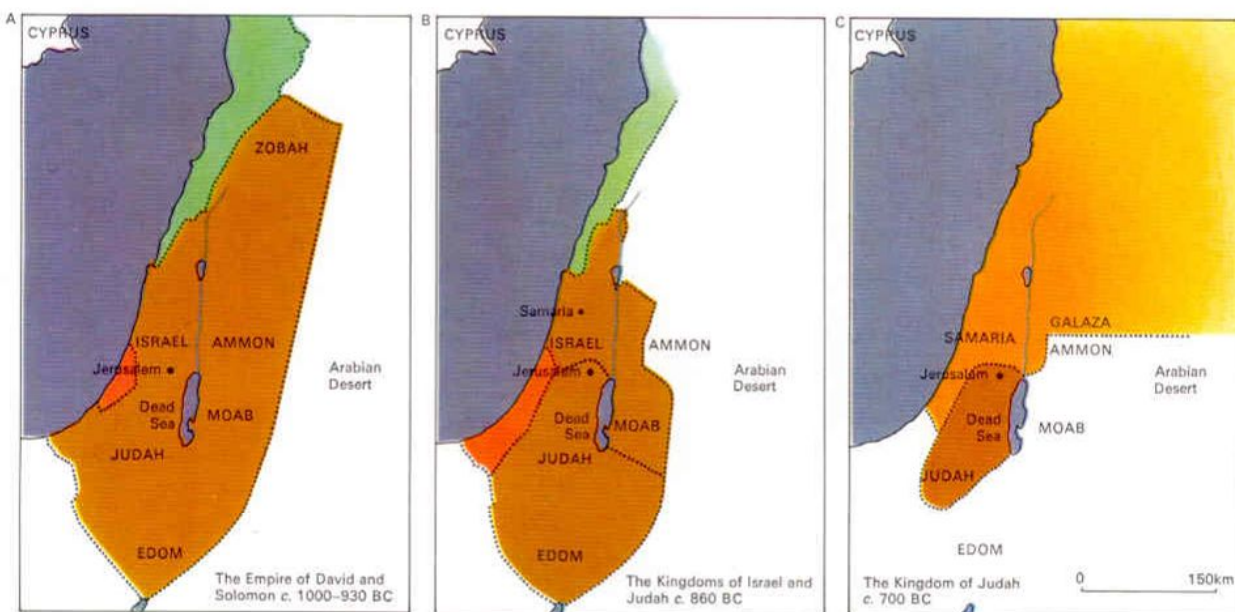 A
CYPRUS
ZOBAH
ISRAEL
AMMON
Jerusalem
Arabian
Desert
Dead
Sea
MOAB
JUDAH
EDOM
The Empire of David and
Solomon c. 1000–930 BC
B
CYPRUS
Samaria
ISRAEL
AMMON
Jerusalem
Arabian
Desert
Dead
Sea
MOAB
JUDAH
EDOM
The Kingdoms of Israel and
Judah c. 860 BC
C
CYPRUS
GALAZA
SAMARIA
AMMON
Jerusalem
Arabian
Desert
Dead
Sea
MOAB
JUDAH
EDOM
The Kingdom of Judah
c. 700 BC
0 150km